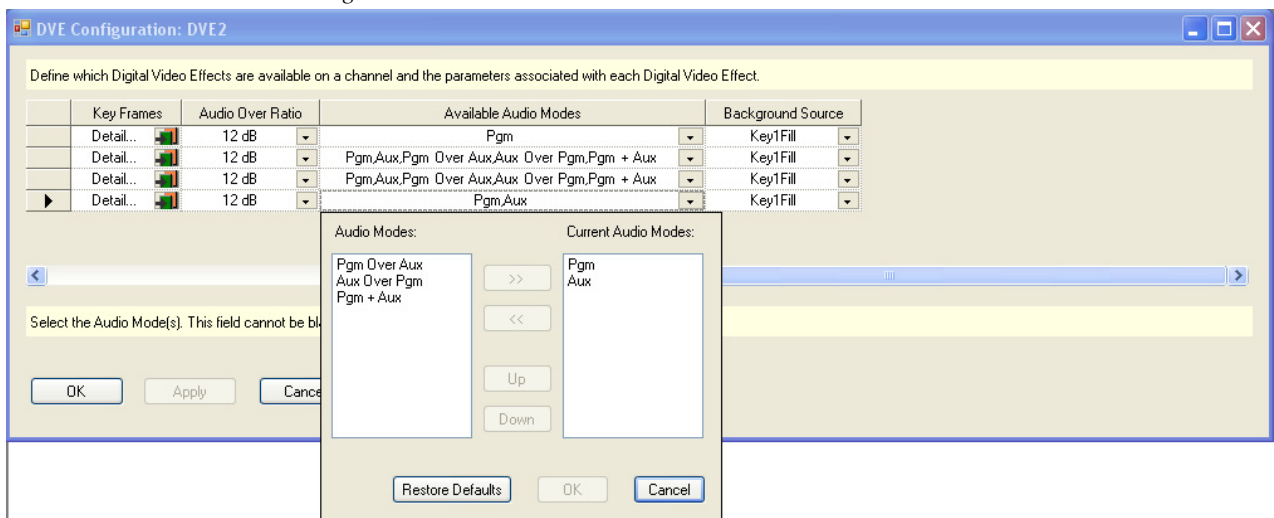 DVE Configuration: DVE2
Define which Digital Video Effects are available on a channel and the parameters associated with each Digital Video Effect.
Key Frames Audio Over Ratio Available Audio Modes Background Source
Detail... 12 dB Pgm Key1Fill
Detail... 12 dB Pgm,Aux,Pgm Over Aux,Aux Over Pgm,Pgm + Aux Key1Fill
Detail... 12 dB Pgm,Aux,Pgm Over Aux,Aux Over Pgm,Pgm + Aux Key1Fill
Detail... 12 dB Pgm,Aux Key1Fill
Audio Modes: Current Audio Modes:
Pgm Over Aux >> Pgm
Aux Over Pgm Aux
Pgm + Aux
<<
Select the Audio Mode(s). This field cannot be bl
Up
OK Apply Cance
Down
Restore Defaults OK Cancel